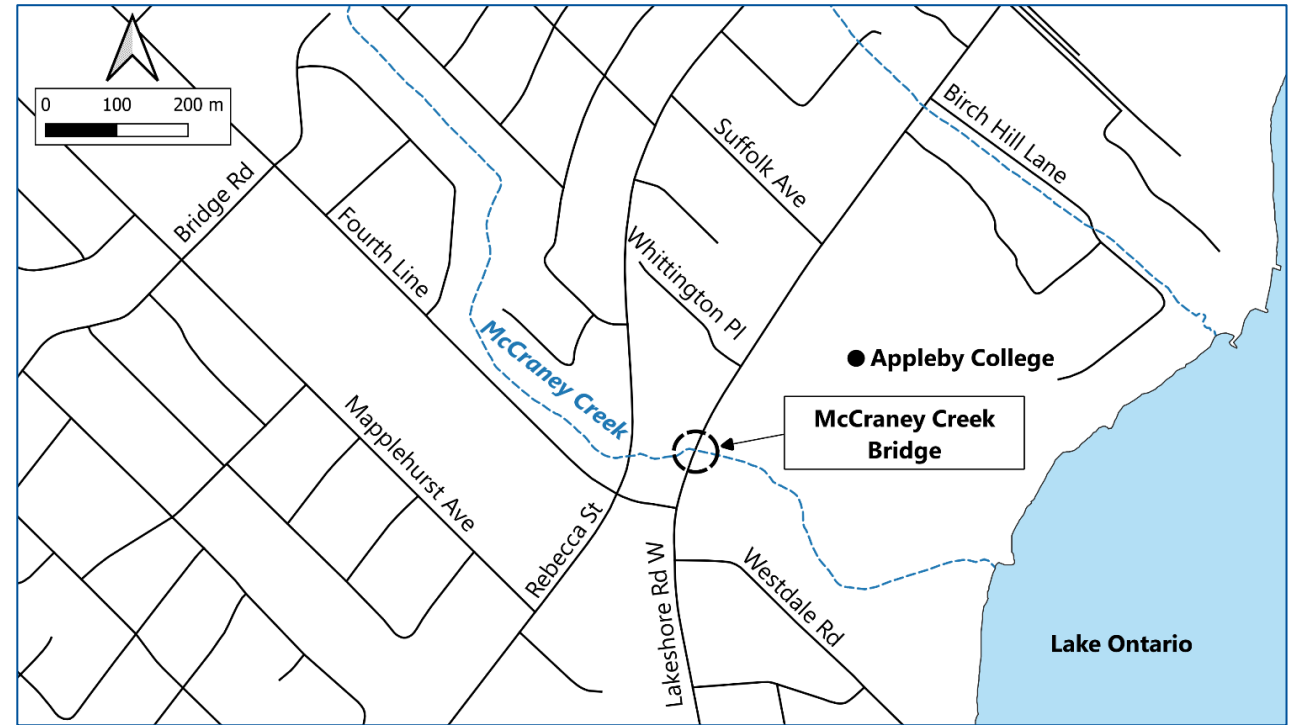 0 100 200 m
Bridge Rd
Fourth Line
Suffolk Ave
Birch Hill Lane
Whittington Pl
McCraney Creek
Appleby College
McCraney Creek
Bridge
Mapplehurst Ave
Rebecca St
Lakeshore Rd W
Westdale Rd
Lake Ontario